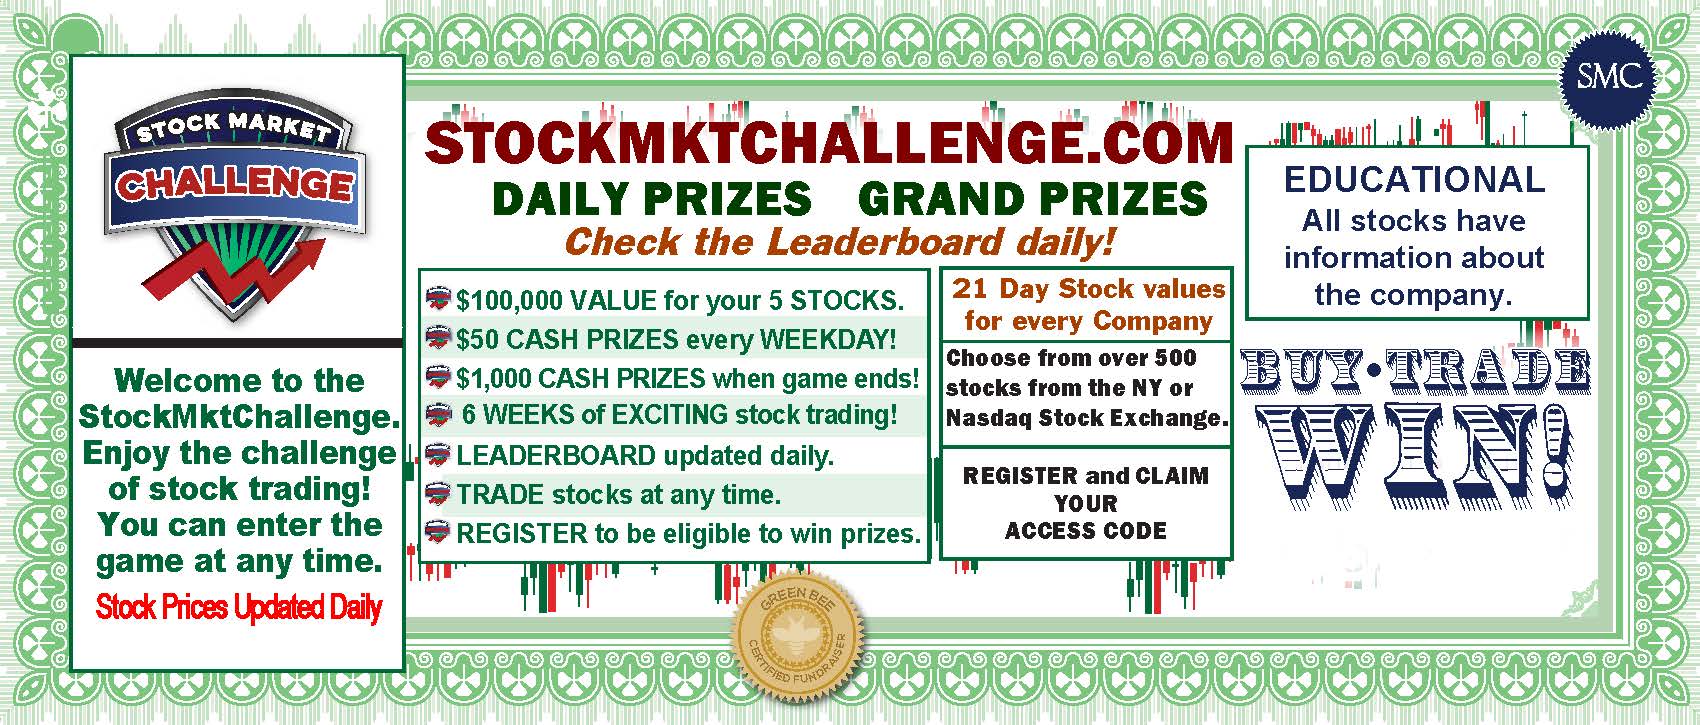 STOCK MARKET
CHALLENGE
Welcome to the
StockMktChallenge.
Enjoy the challenge
of stock trading!
You can enter the
game at any time.
Stock Prices Updated Daily
STOCKMKTCHALLENGE.COM
DAILY PRIZES GRAND PRIZES
Check the Leaderboard daily!
$100,000 VALUE for your 5 STOCKS.
$50 CASH PRIZES every WEEKDAY!
$1,000 CASH PRIZES when game ends!
6 WEEKS of EXCITING stock trading!
LEADERBOARD updated daily.
TRADE stocks at any time.
REGISTER to be eligible to win prizes.
21 Day Stock values
for every Company
Choose from over 500
stocks from the NY or
Nasdaq Stock Exchange.
REGISTER and CLAIM
YOUR
ACCESS CODE
SMC
EDUCATIONAL
All stocks have
information about
the company.
BUY•TRADE
WIN!
GREEN BEE
CERTIFIED FUNDRAISER